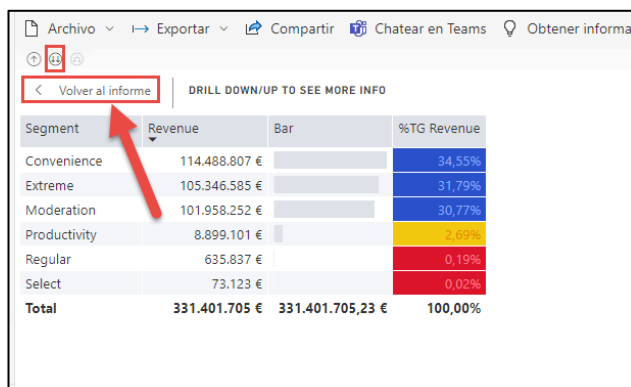 Archivo Exportar Compartir Chatear en Teams Obtener informa
Volver al informe DRILL DOWN/UP TO SEE MORE INFO
Segment Revenue Bar %TG Revenue
Convenience 114.488.807 € 34,55%
Extreme 105.346.585 € 31,79%
Moderation 101.958.252 € 30,77%
Productivity 8.899.101 € 2,69%
Regular 635.837 € 0,19%
Select 73.123 € 0,02%
Total 331.401.705 € 331.401.705,23 € 100,00%